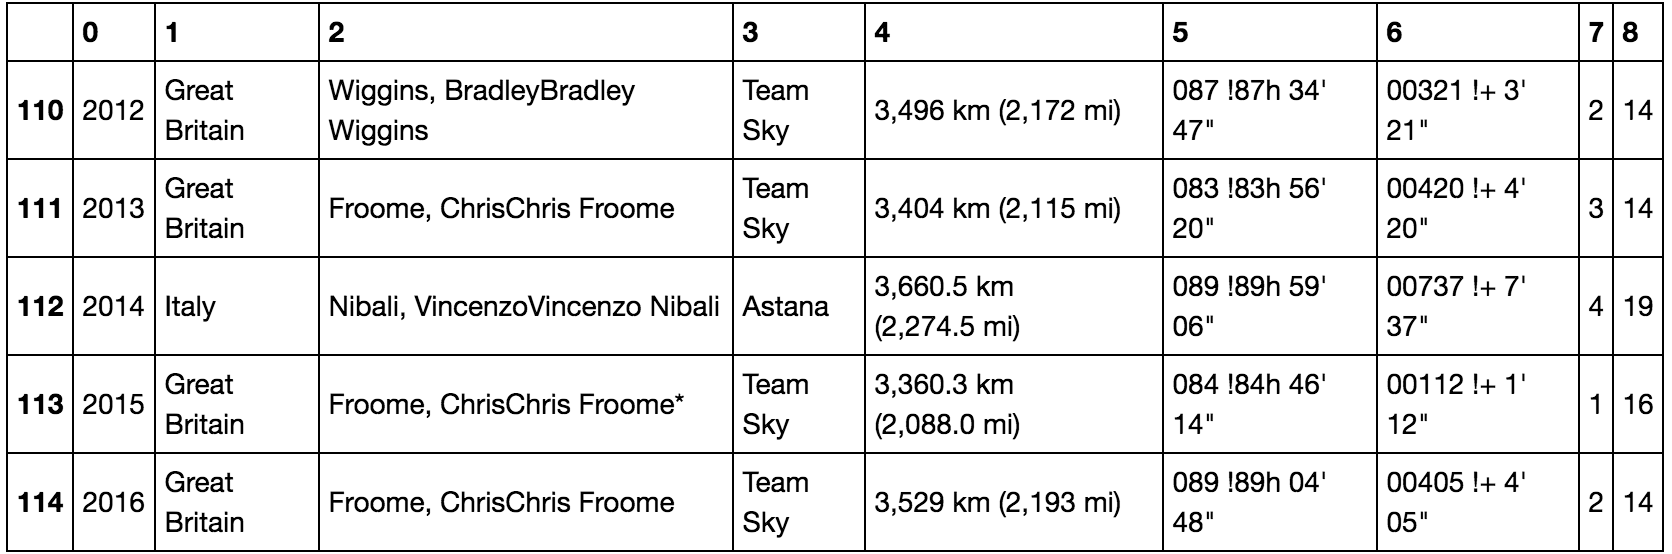 0 1 2 3 4 5 6 7 8
110 2012 Great Britain Wiggins, BradleyBradley Wiggins Team Sky 3,496 km (2,172 mi) 087 !87h 34' 47" 00321 !+ 3' 21" 2 14
111 2013 Great Britain Froome, ChrisChris Froome Team Sky 3,404 km (2,115 mi) 083 !83h 56' 20" 00420 !+ 4' 20" 3 14
112 2014 Italy Nibali, VincenzoVincenzo Nibali Astana 3,660.5 km (2,274.5 mi) 089 !89h 59' 06" 00737 !+ 7' 37" 4 19
113 2015 Great Britain Froome, ChrisChris Froome* Team Sky 3,360.3 km (2,088.0 mi) 084 !84h 46' 14" 00112 !+ 1' 12" 1 16
114 2016 Great Britain Froome, ChrisChris Froome Team Sky 3,529 km (2,193 mi) 089 !89h 04' 48" 00405 !+ 4' 05" 2 14